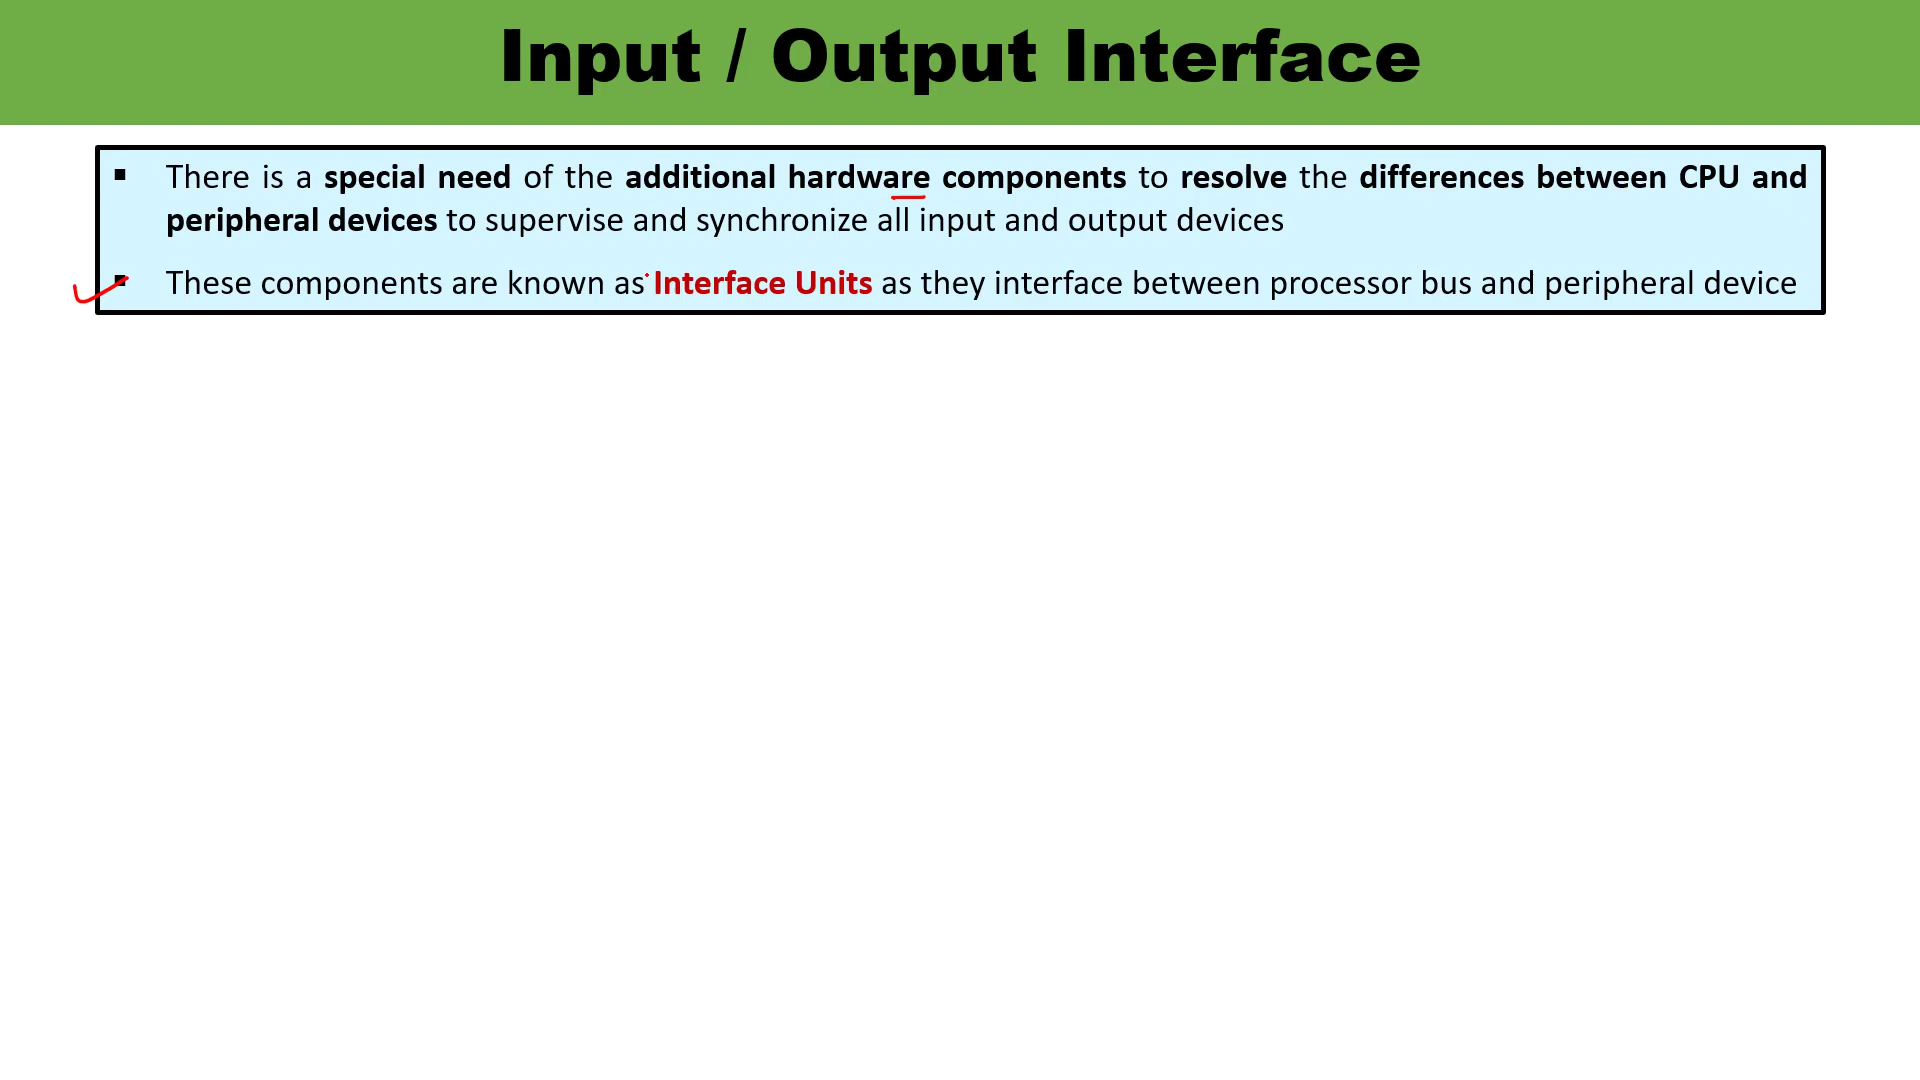 Input / Output Interface
▪ There is a special need of the additional hardware components to resolve the differences between CPU and
peripheral devices to supervise and synchronize all input and output devices
▪ These components are known as Interface Units as they interface between processor bus and peripheral device